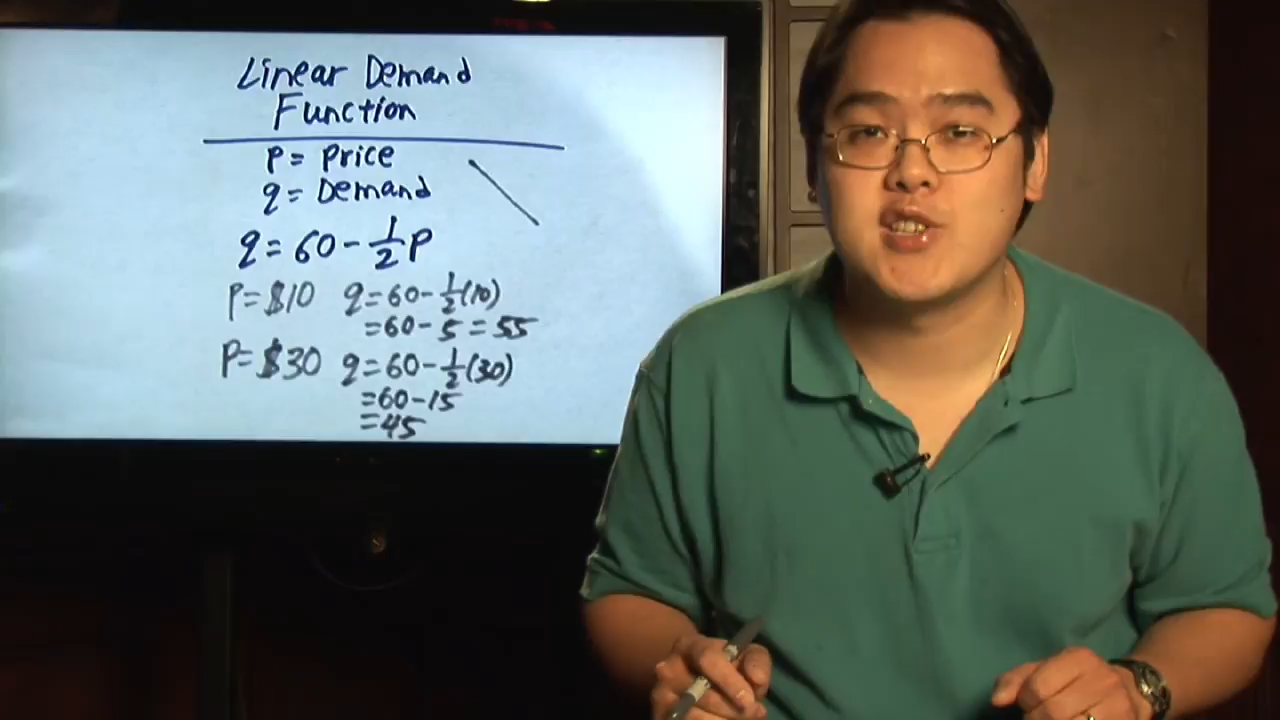 Linear Demand
Function
P = Price
q = Demand
q = 60 - 1/2 P
P = $10 q = 60 - 1/2 (10)
= 60 - 5 = 55
P = $30 q = 60 - 1/2 (30)
= 60 - 15
= 45